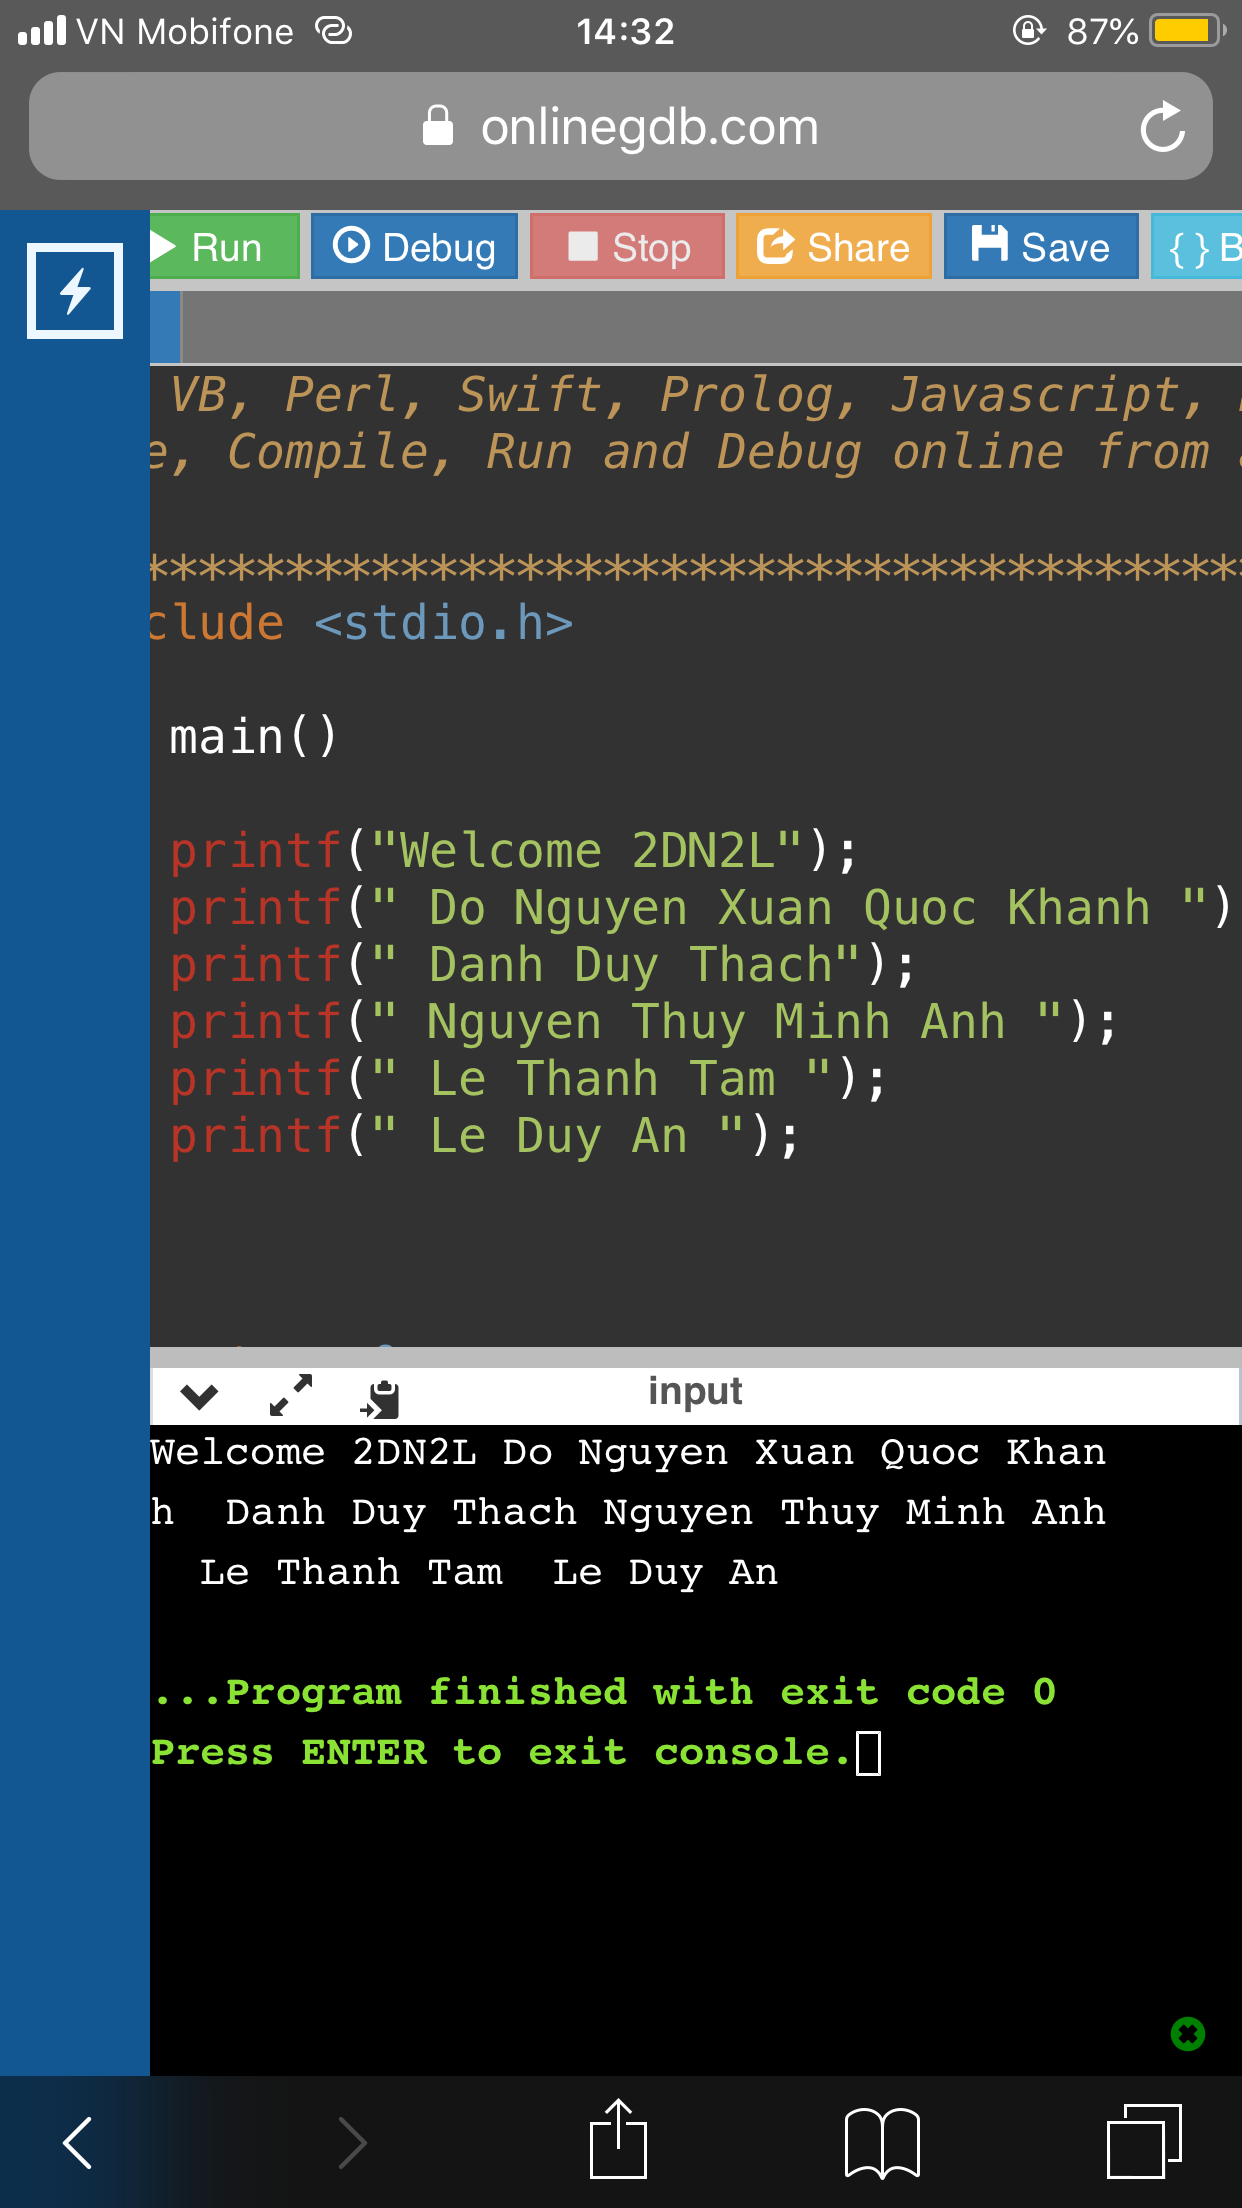 VN Mobifone 14:32 87%
onlinegdb.com
Run Debug Stop Share Save { } B
VB, Perl, Swift, Prolog, Javascript,
e, Compile, Run and Debug online from
**************************************
clude <stdio.h>
main()
printf("Welcome 2DN2L");
printf(" Do Nguyen Xuan Quoc Khanh ")
printf(" Danh Duy Thach");
printf(" Nguyen Thuy Minh Anh ");
printf(" Le Thanh Tam ");
printf(" Le Duy An ");
input
Welcome 2DN2L Do Nguyen Xuan Quoc Khan
h  Danh Duy Thach Nguyen Thuy Minh Anh
  Le Thanh Tam  Le Duy An
...Program finished with exit code 0
Press ENTER to exit console.